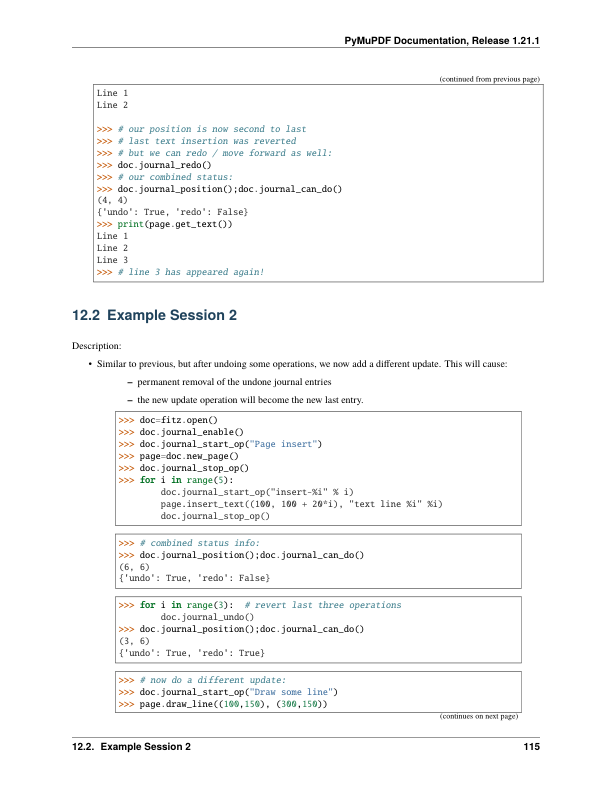 PyMuPDF Documentation, Release 1.21.1
(continued from previous page)
Line 1
Line 2
>>> # our position is now second to last
>>> # last text insertion was reverted
>>> # but we can redo / move forward as well:
>>> doc.journal_redo()
>>> # our combined status:
>>> doc.journal_position();doc.journal_can_do()
(4, 4)
{'undo': True, 'redo': False}
>>> print(page.get_text())
Line 1
Line 2
Line 3
>>> # line 3 has appeared again!
12.2 Example Session 2
Description:
• Similar to previous, but after undoing some operations, we now add a different update. This will cause:
– permanent removal of the undone journal entries
– the new update operation will become the new last entry.
>>> doc=fitz.open()
>>> doc.journal_enable()
>>> doc.journal_start_op("Page insert")
>>> page=doc.new_page()
>>> doc.journal_stop_op()
>>> for i in range(5):
        doc.journal_start_op("insert-%i" % i)
        page.insert_text((100, 100 + 20*i), "text line %i" %i)
        doc.journal_stop_op()
>>> # combined status info:
>>> doc.journal_position();doc.journal_can_do()
(6, 6)
{'undo': True, 'redo': False}
>>> for i in range(3):  # revert last three operations
        doc.journal_undo()
>>> doc.journal_position();doc.journal_can_do()
(3, 6)
{'undo': True, 'redo': True}
>>> # now do a different update:
>>> doc.journal_start_op("Draw some line")
>>> page.draw_line((100,150), (300,150))
(continues on next page)
12.2. Example Session 2
115